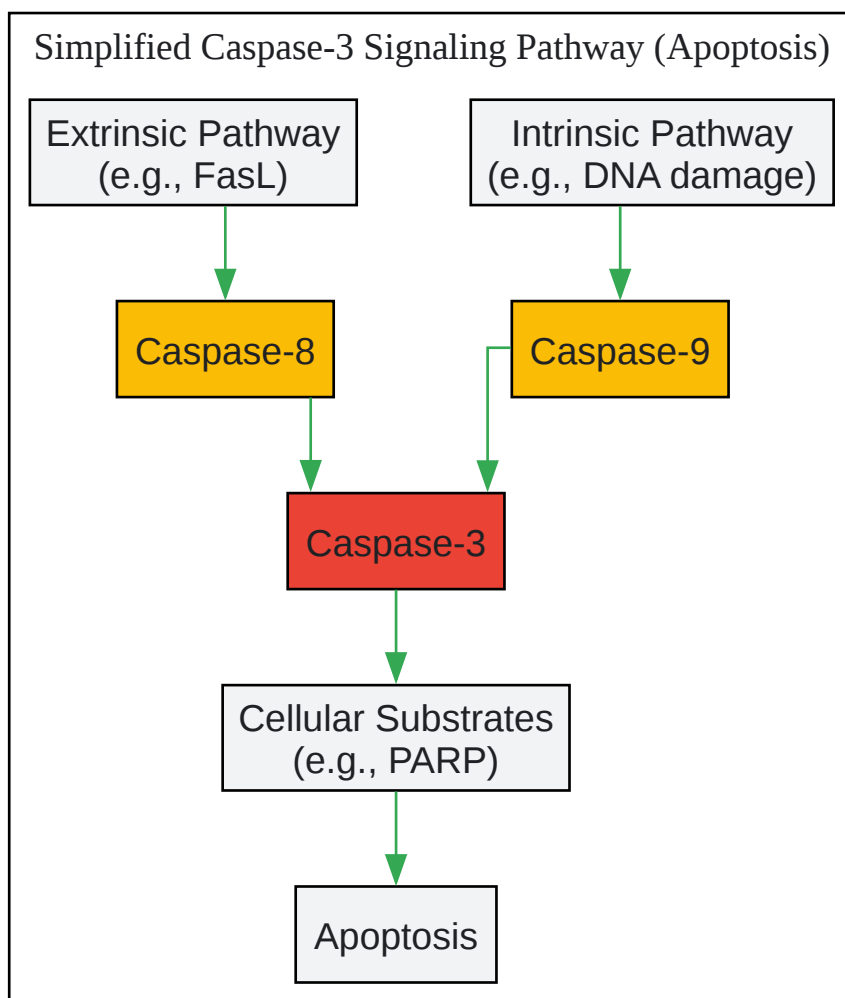 Simplified Caspase-3 Signaling Pathway (Apoptosis)
Extrinsic Pathway
(e.g., FasL)
Intrinsic Pathway
(e.g., DNA damage)
Caspase-8
Caspase-9
Caspase-3
Cellular Substrates
(e.g., PARP)
Apoptosis